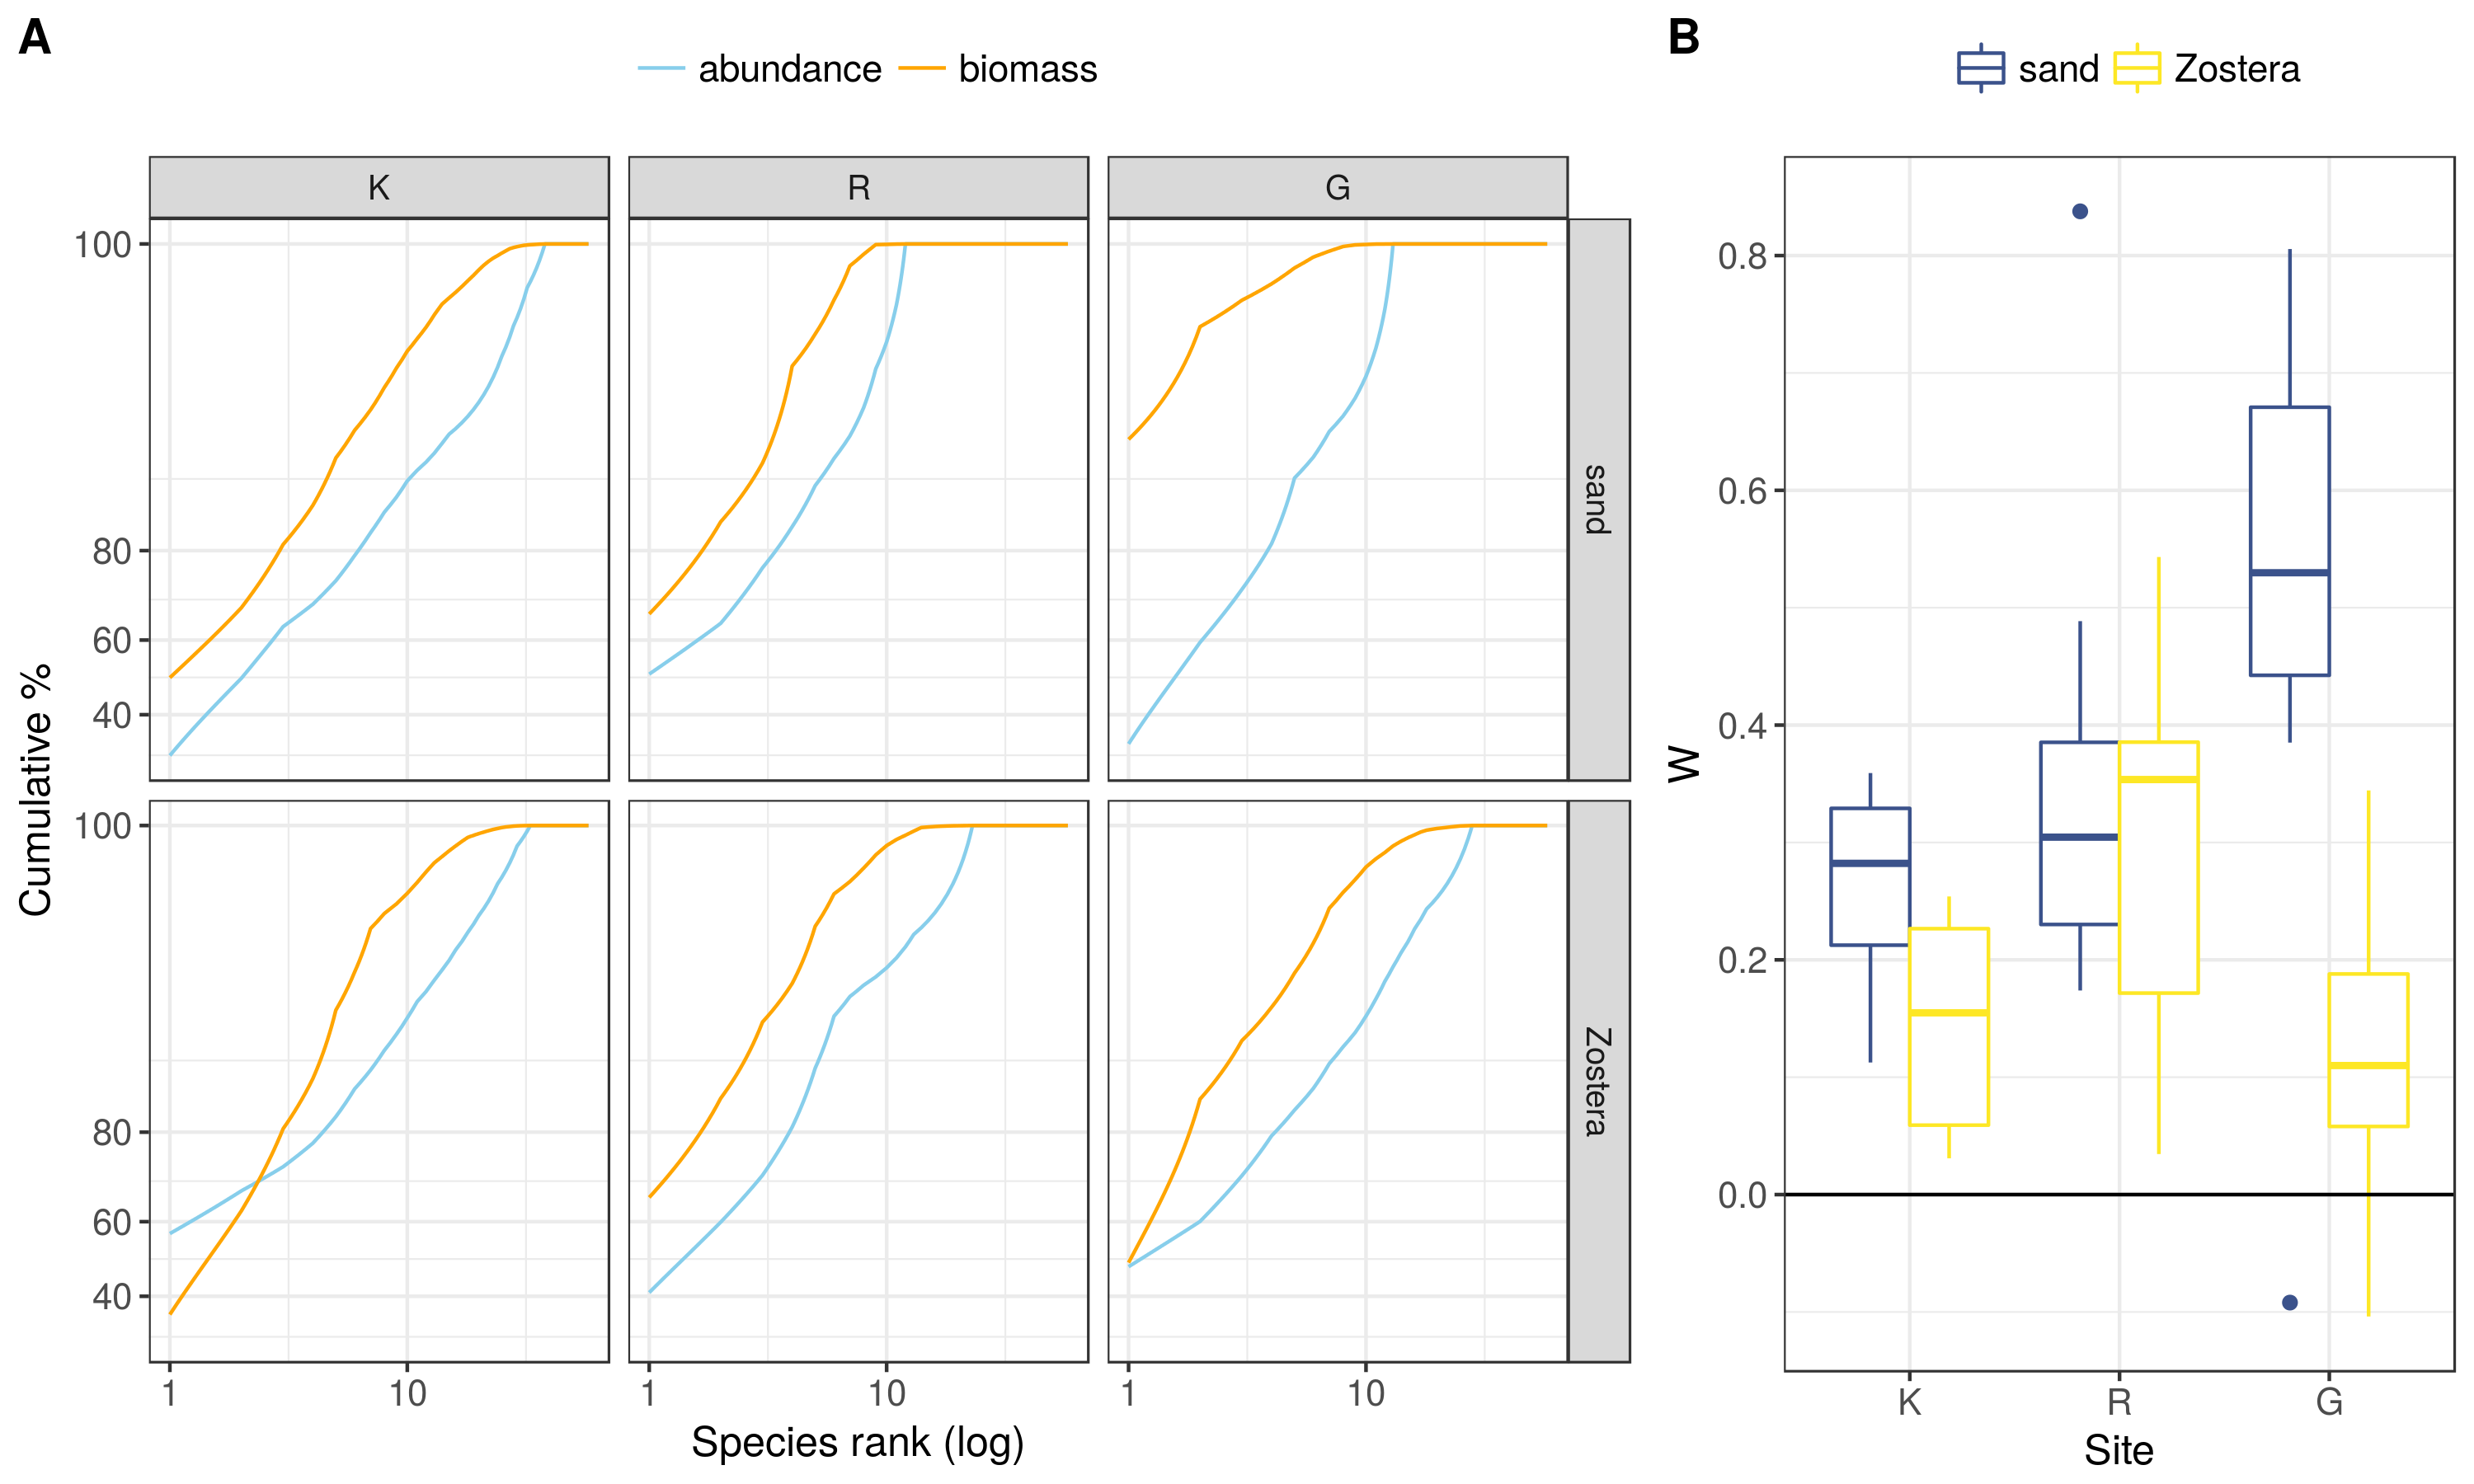 A
abundance biomass
K R G
100
80
60
40
sand
100
80
60
40
Zostera
1 10 1 10 1 10
Cumulative %
Species rank (log)
B
sand Zostera
0.8
0.6
0.4
0.2
0.0
W
K R G
Site